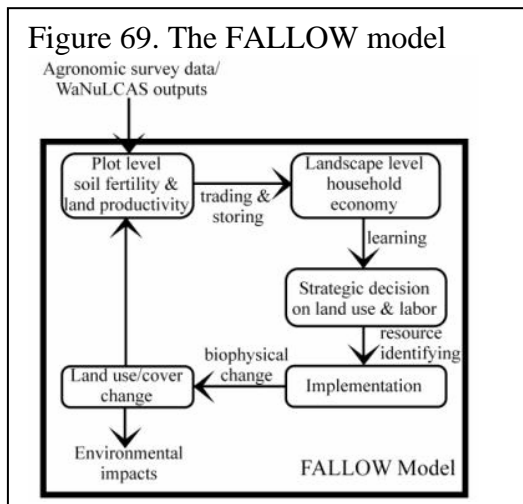 Figure 69. The FALLOW model
Agronomic survey data/
WaNuLCAS outputs
Plot level
soil fertility &
land productivity
trading &
storing
Landscape level
household
economy
learning
Strategic decision
on land use & labor
resource
identifying
Implementation
biophysical
change
Land use/cover
change
Environmental
impacts
FALLOW Model